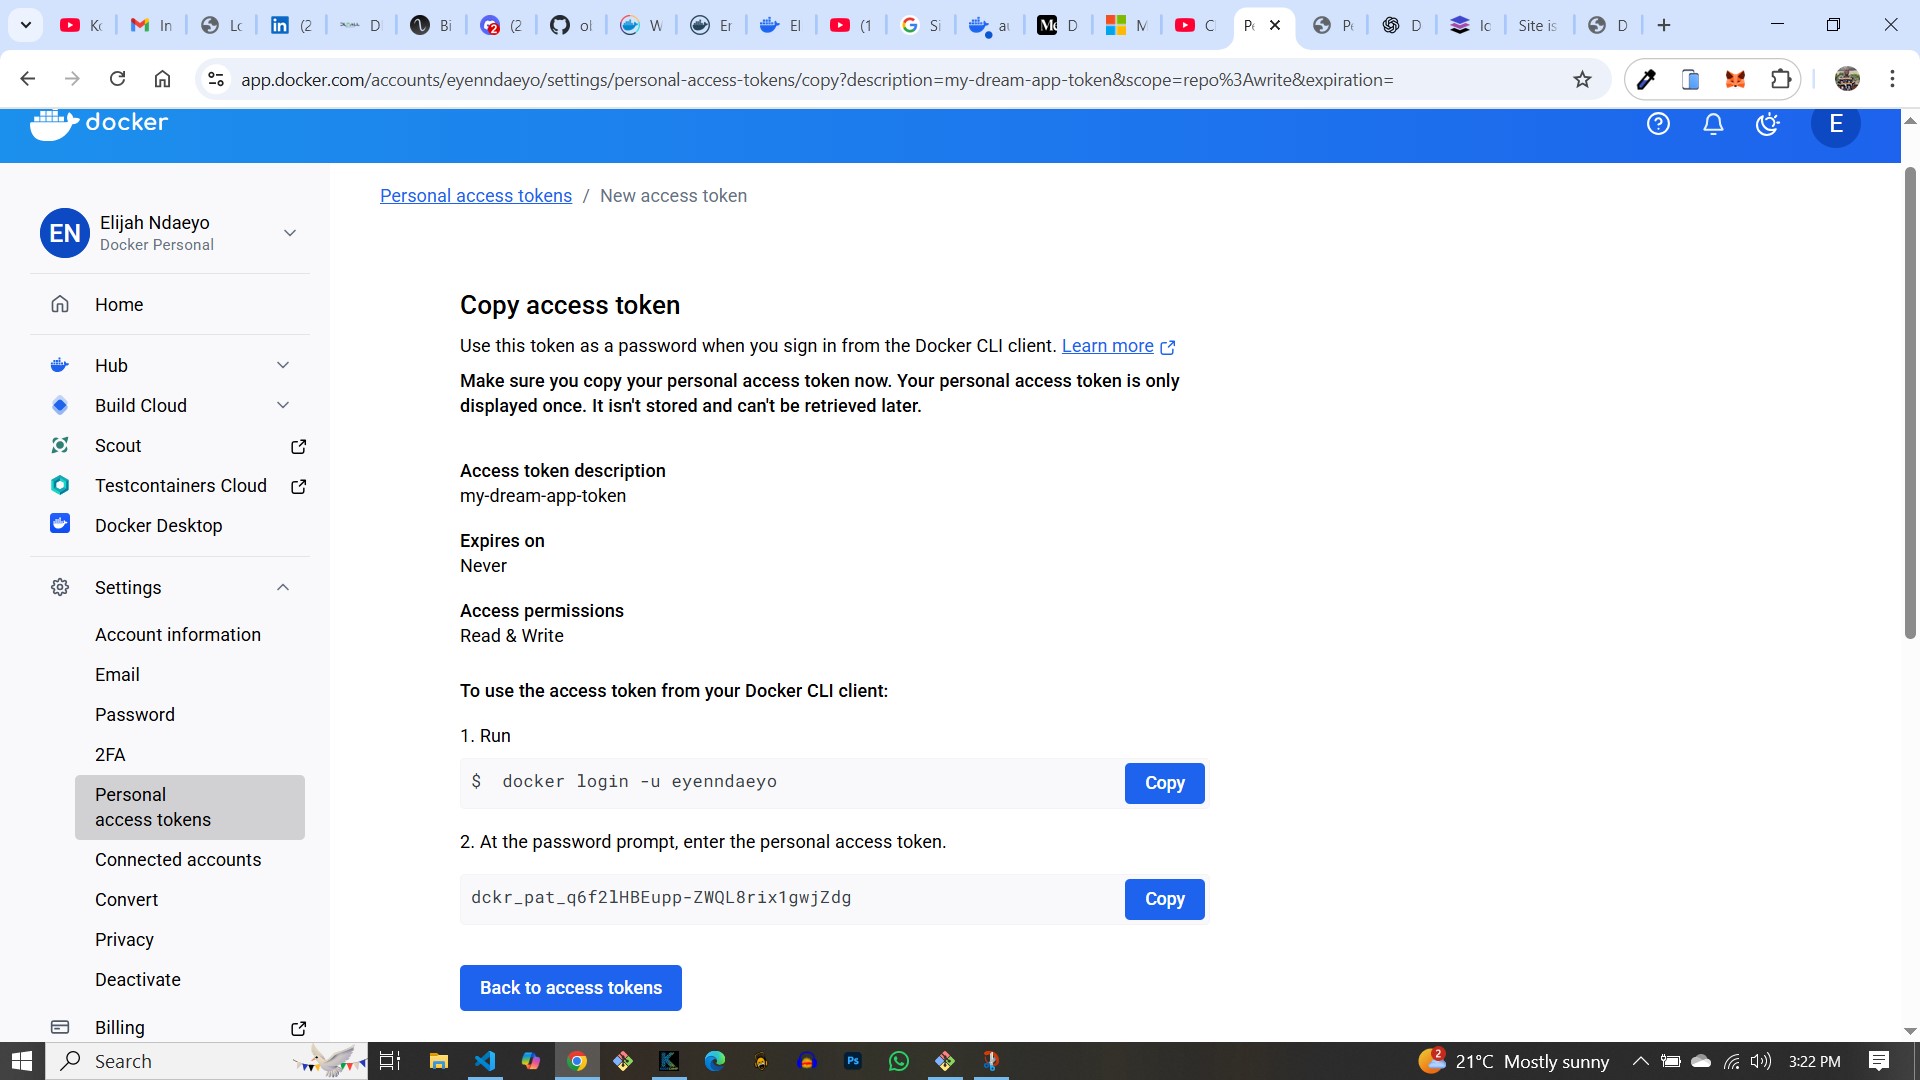 Kc
In
Lc
(2
D
Bi
(2
ol
W
Er
El
(1
Si
au
D
M
C
Pe
Pe
D
Ic
Site is
D
app.docker.com/accounts/eyenndaeyo/settings/personal-access-tokens/copy?description=my-dream-app-token&scope=repo%3Awrite&expiration=
docker
E
EN
Elijah Ndaeyo
Docker Personal
Home
Hub
Build Cloud
Scout
Testcontainers Cloud
Docker Desktop
Settings
Account information
Email
Password
2FA
Personal
access tokens
Connected accounts
Convert
Privacy
Deactivate
Billing
Personal access tokens / New access token
Copy access token
Use this token as a password when you sign in from the Docker CLI client. Learn more
Make sure you copy your personal access token now. Your personal access token is only
displayed once. It isn't stored and can't be retrieved later.
Access token description
my-dream-app-token
Expires on
Never
Access permissions
Read & Write
To use the access token from your Docker CLI client:
1. Run
$ docker login -u eyenndaeyo
Copy
2. At the password prompt, enter the personal access token.
dckr_pat_q6f2lHBEupp-ZWQL8rix1gwjZdg
Copy
Back to access tokens
Search
2
21°C Mostly sunny
3:22 PM